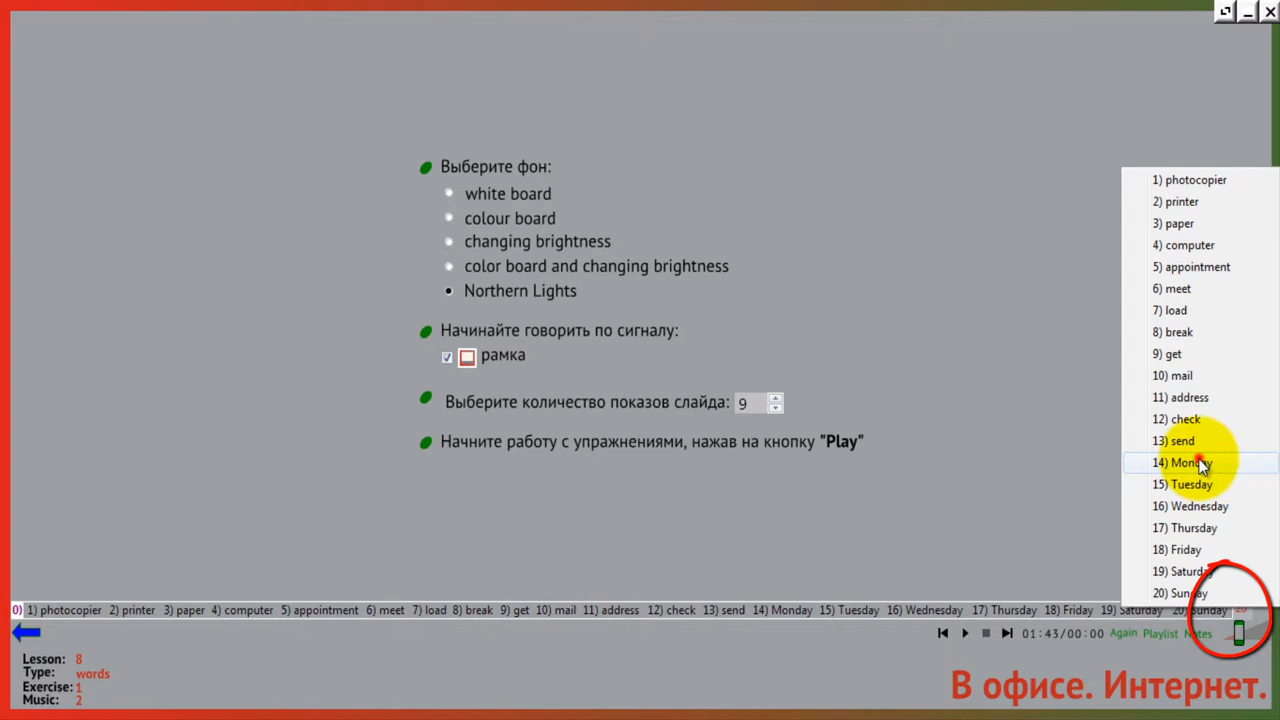 Выберите фон:
white board
colour board
changing brightness
color board and changing brightness
Northern Lights
Начинайте говорить по сигналу:
рамка
Выберите количество показов слайда: 9
Начните работу с упражнениями, нажав на кнопку "Play"
1) photocopier
2) printer
3) paper
4) computer
5) appointment
6) meet
7) load
8) break
9) get
10) mail
11) address
12) check
13) send
14) Monday
15) Tuesday
16) Wednesday
17) Thursday
18) Friday
19) Saturday
20) Sunday
0) 1) photocopier 2) printer 3) paper 4) computer 5) appointment 6) meet 7) load 8) break 9) get 10) mail 11) address 12) check 13) send 14) Monday 15) Tuesday 16) Wednesday 17) Thursday 18) Friday 19) Saturday 20) Sunday
01:43/00:00 Again Playlist Notes
Lesson: 8
Type: words
Exercise: 1
Music: 2
В офисе. Интернет.